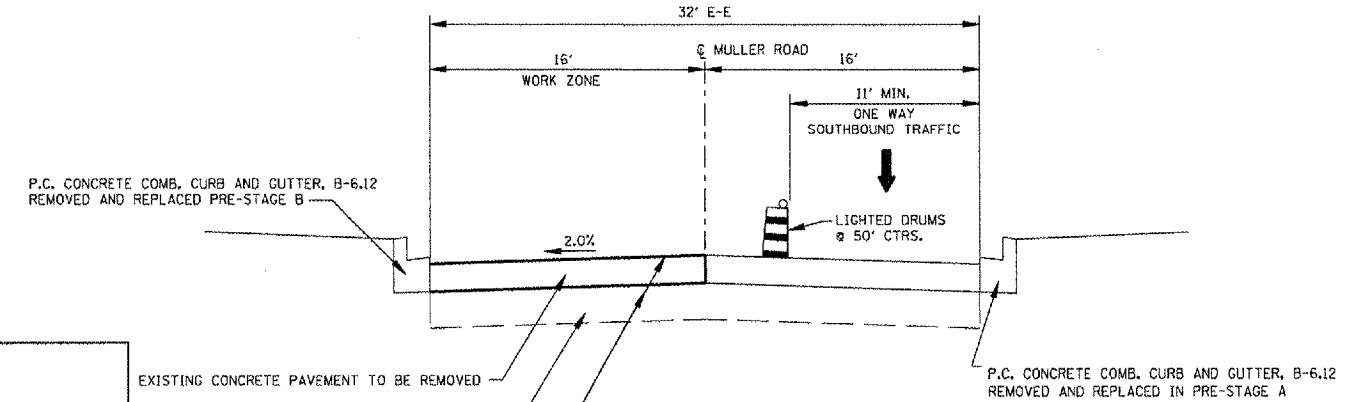 32' E-E
℄ MULLER ROAD
16'
16'
WORK ZONE
11' MIN.
ONE WAY
SOUTHBOUND TRAFFIC
P.C. CONCRETE COMB. CURB AND GUTTER, B-6.12
REMOVED AND REPLACED PRE-STAGE B
LIGHTED DRUMS
@ 50' CTRS.
2.0%
EXISTING CONCRETE PAVEMENT TO BE REMOVED
P.C. CONCRETE COMB. CURB AND GUTTER, B-6.12
REMOVED AND REPLACED IN PRE-STAGE A